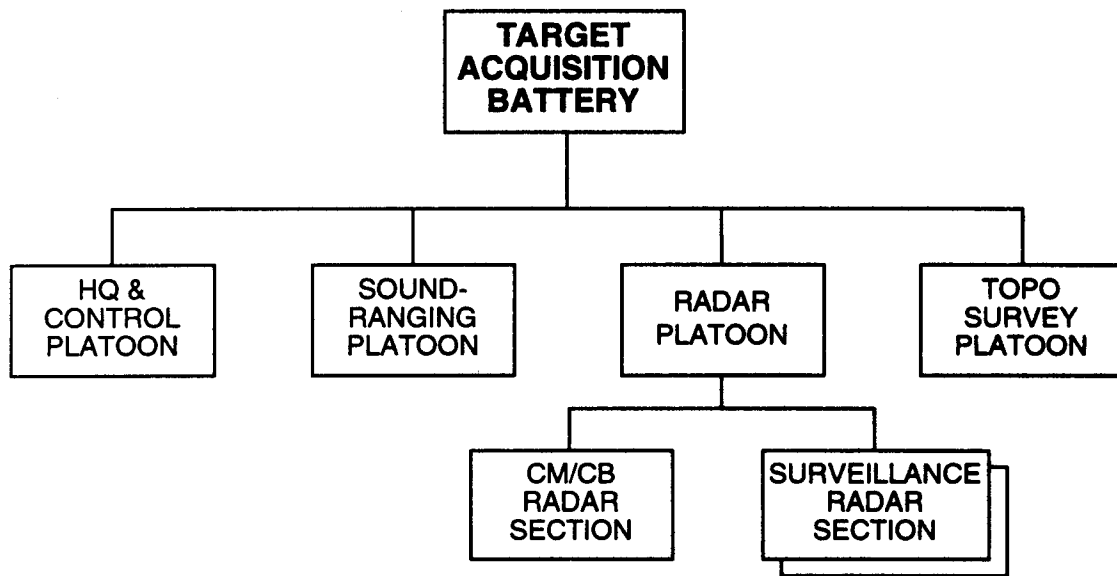 TARGET
ACQUISITION
BATTERY
HQ &
CONTROL
PLATOON
SOUND-
RANGING
PLATOON
RADAR
PLATOON
TOPO
SURVEY
PLATOON
CM/CB
RADAR
SECTION
SURVEILLANCE
RADAR
SECTION